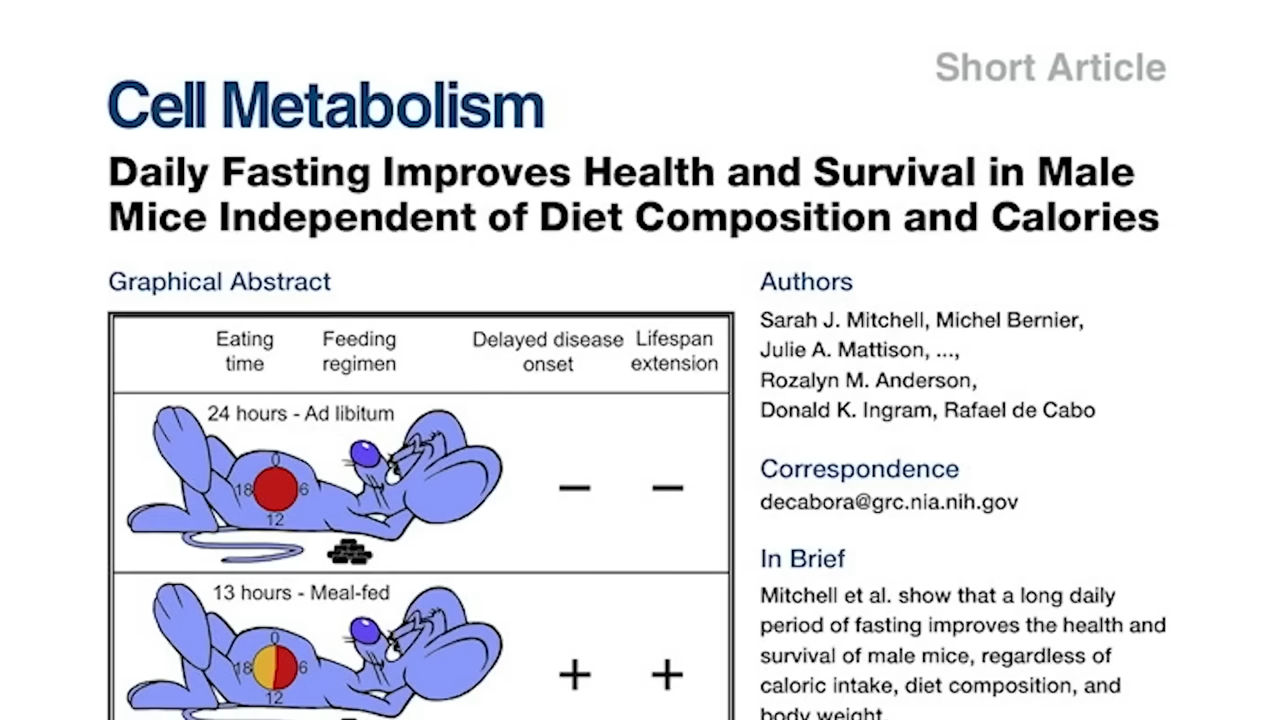 Short Article
Cell Metabolism
Daily Fasting Improves Health and Survival in Male
Mice Independent of Diet Composition and Calories
Graphical Abstract
Eating
time
Feeding
regimen
Delayed disease
onset
Lifespan
extension
24 hours - Ad libitum
0
18
6
12
− −
13 hours - Meal-fed
0
18
6
12
+ +
Authors
Sarah J. Mitchell, Michel Bernier,
Julie A. Mattison, ...,
Rozalyn M. Anderson,
Donald K. Ingram, Rafael de Cabo
Correspondence
decabora@grc.nia.nih.gov
In Brief
Mitchell et al. show that a long daily
period of fasting improves the health and
survival of male mice, regardless of
caloric intake, diet composition, and
body weight.